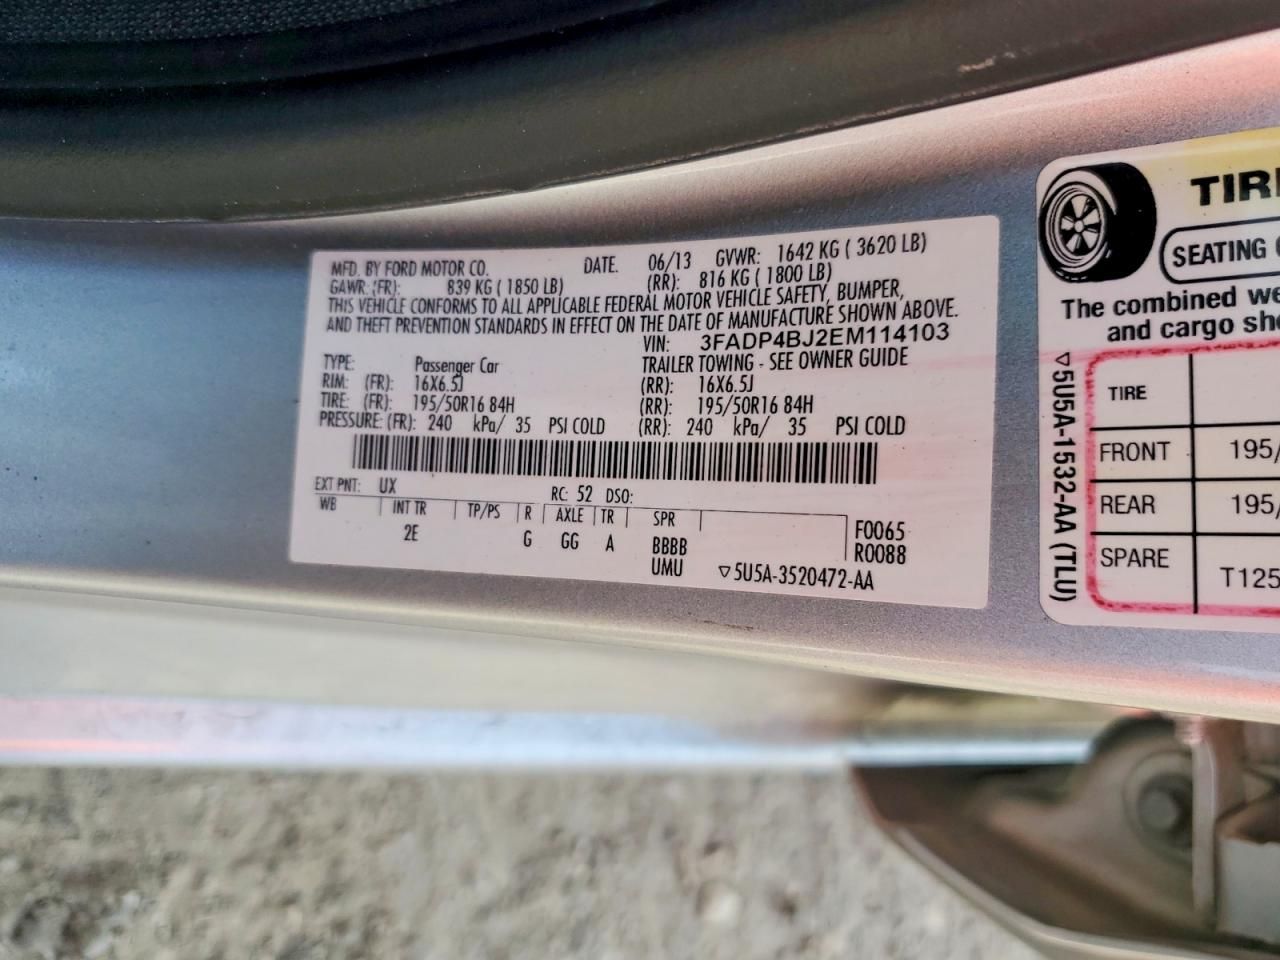 MFD. BY FORD MOTOR CO. DATE. 06/13 GVWR: 1642 KG ( 3620 LB)
GAWR: (FR): 839 KG ( 1850 LB) (RR): 816 KG ( 1800 LB)
THIS VEHICLE CONFORMS TO ALL APPLICABLE FEDERAL MOTOR VEHICLE SAFETY, BUMPER,
AND THEFT PREVENTION STANDARDS IN EFFECT ON THE DATE OF MANUFACTURE SHOWN ABOVE.
VIN: 3FADP4BJ2EM114103
TYPE: Passenger Car TRAILER TOWING - SEE OWNER GUIDE
RIM: (FR): 16X6.5J (RR): 16X6.5J
TIRE: (FR): 195/50R16 84H (RR): 195/50R16 84H
PRESSURE: (FR): 240 kPa/ 35 PSI COLD (RR): 240 kPa/ 35 PSI COLD
EXT PNT: UX RC: 52 DSO:
WB INT TR TP/PS R AXLE TR SPR F0065
2E G GG A BBBB R0088
UMU ▽5U5A-3520472-AA
TIR
SEATING
The combined we
and cargo sh
▽5U5A-1532-AA (TLU)
TIRE
FRONT 195/
REAR 195/
SPARE T125